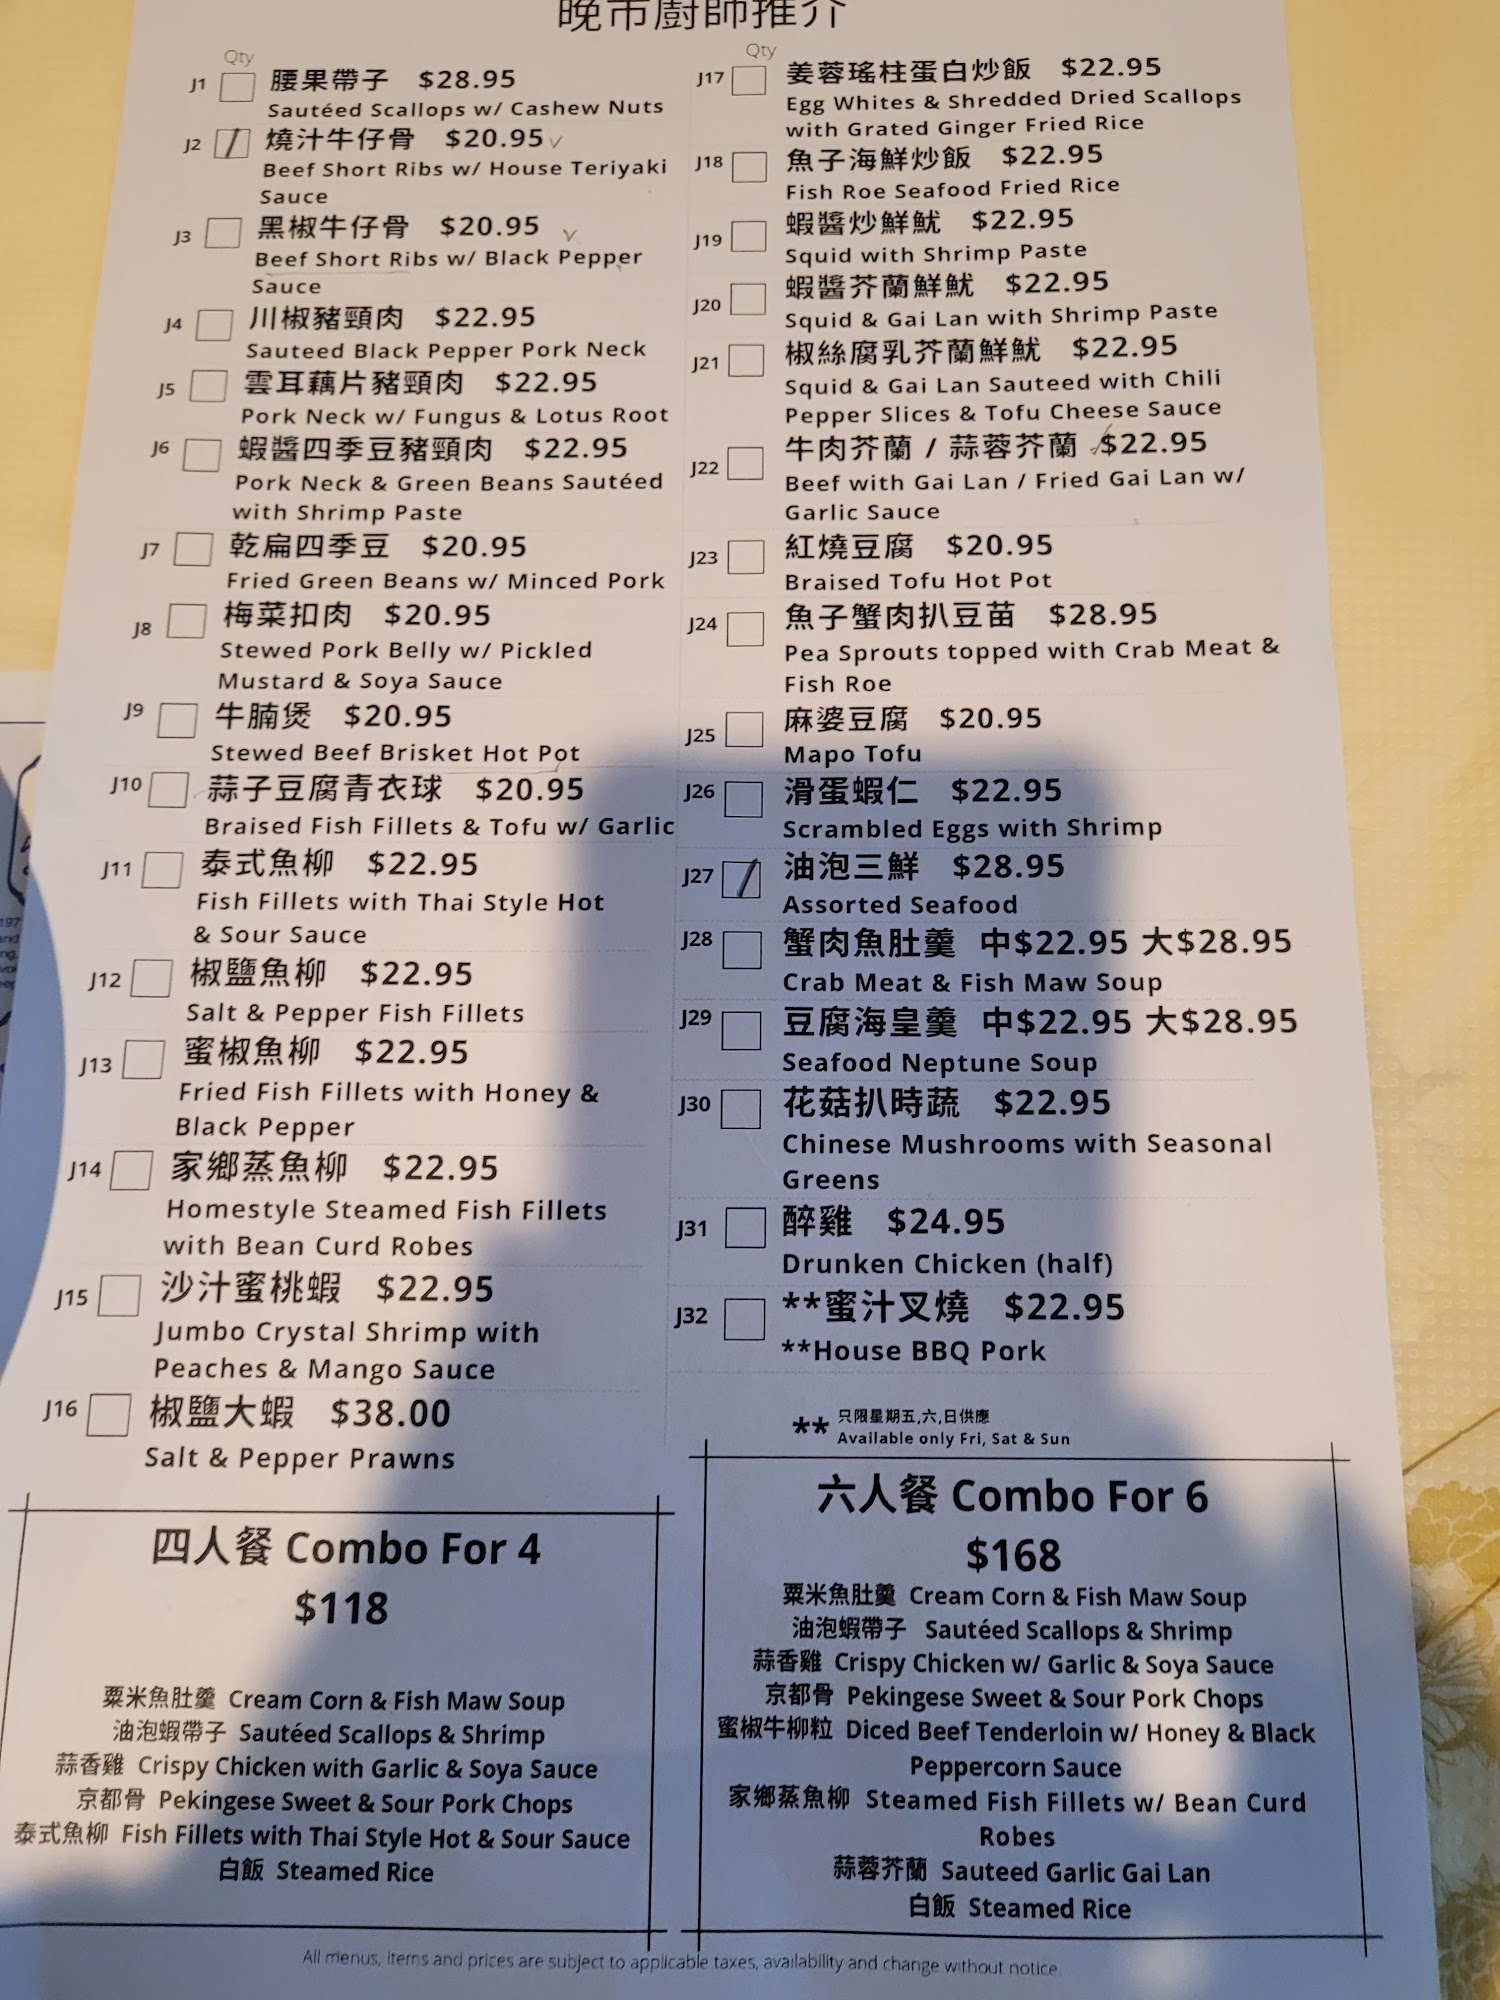 晚市廚師推介
Qty
J1 腰果帶子 $28.95
Sautéed Scallops w/ Cashew Nuts
J2 燒汁牛仔骨 $20.95
Beef Short Ribs w/ House Teriyaki
Sauce
J3 黑椒牛仔骨 $20.95
Beef Short Ribs w/ Black Pepper
Sauce
J4 川椒豬頸肉 $22.95
Sauteed Black Pepper Pork Neck
J5 雲耳藕片豬頸肉 $22.95
Pork Neck w/ Fungus & Lotus Root
J6 蝦醬四季豆豬頸肉 $22.95
Pork Neck & Green Beans Sautéed
with Shrimp Paste
J7 乾扁四季豆 $20.95
Fried Green Beans w/ Minced Pork
J8 梅菜扣肉 $20.95
Stewed Pork Belly w/ Pickled
Mustard & Soya Sauce
J9 牛腩煲 $20.95
Stewed Beef Brisket Hot Pot
J10 蒜子豆腐青衣球 $20.95
Braised Fish Fillets & Tofu w/ Garlic
J11 泰式魚柳 $22.95
Fish Fillets with Thai Style Hot
& Sour Sauce
J12 椒鹽魚柳 $22.95
Salt & Pepper Fish Fillets
J13 蜜椒魚柳 $22.95
Fried Fish Fillets with Honey &
Black Pepper
J14 家鄉蒸魚柳 $22.95
Homestyle Steamed Fish Fillets
with Bean Curd Robes
J15 沙汁蜜桃蝦 $22.95
Jumbo Crystal Shrimp with
Peaches & Mango Sauce
J16 椒鹽大蝦 $38.00
Salt & Pepper Prawns
Qty
J17 姜蓉瑤柱蛋白炒飯 $22.95
Egg Whites & Shredded Dried Scallops
with Grated Ginger Fried Rice
J18 魚子海鮮炒飯 $22.95
Fish Roe Seafood Fried Rice
J19 蝦醬炒鮮魷 $22.95
Squid with Shrimp Paste
J20 蝦醬芥蘭鮮魷 $22.95
Squid & Gai Lan with Shrimp Paste
J21 椒絲腐乳芥蘭鮮魷 $22.95
Squid & Gai Lan Sauteed with Chili
Pepper Slices & Tofu Cheese Sauce
J22 牛肉芥蘭 / 蒜蓉芥蘭 $22.95
Beef with Gai Lan / Fried Gai Lan w/
Garlic Sauce
J23 紅燒豆腐 $20.95
Braised Tofu Hot Pot
J24 魚子蟹肉扒豆苗 $28.95
Pea Sprouts topped with Crab Meat &
Fish Roe
J25 麻婆豆腐 $20.95
Mapo Tofu
J26 滑蛋蝦仁 $22.95
Scrambled Eggs with Shrimp
J27 油泡三鮮 $28.95
Assorted Seafood
J28 蟹肉魚肚羹 中$22.95 大$28.95
Crab Meat & Fish Maw Soup
J29 豆腐海皇羹 中$22.95 大$28.95
Seafood Neptune Soup
J30 花菇扒時蔬 $22.95
Chinese Mushrooms with Seasonal
Greens
J31 醉雞 $24.95
Drunken Chicken (half)
J32 **蜜汁叉燒 $22.95
**House BBQ Pork
** 只限星期五,六,日供應
Available only Fri, Sat & Sun
四人餐 Combo For 4
$118
粟米魚肚羹 Cream Corn & Fish Maw Soup
油泡蝦帶子 Sautéed Scallops & Shrimp
蒜香雞 Crispy Chicken with Garlic & Soya Sauce
京都骨 Pekingese Sweet & Sour Pork Chops
泰式魚柳 Fish Fillets with Thai Style Hot & Sour Sauce
白飯 Steamed Rice
六人餐 Combo For 6
$168
粟米魚肚羹 Cream Corn & Fish Maw Soup
油泡蝦帶子 Sautéed Scallops & Shrimp
蒜香雞 Crispy Chicken w/ Garlic & Soya Sauce
京都骨 Pekingese Sweet & Sour Pork Chops
蜜椒牛柳粒 Diced Beef Tenderloin w/ Honey & Black
Peppercorn Sauce
家鄉蒸魚柳 Steamed Fish Fillets w/ Bean Curd
Robes
蒜蓉芥蘭 Sauteed Garlic Gai Lan
白飯 Steamed Rice
All menus, items and prices are subject to applicable taxes, availability and change without notice.